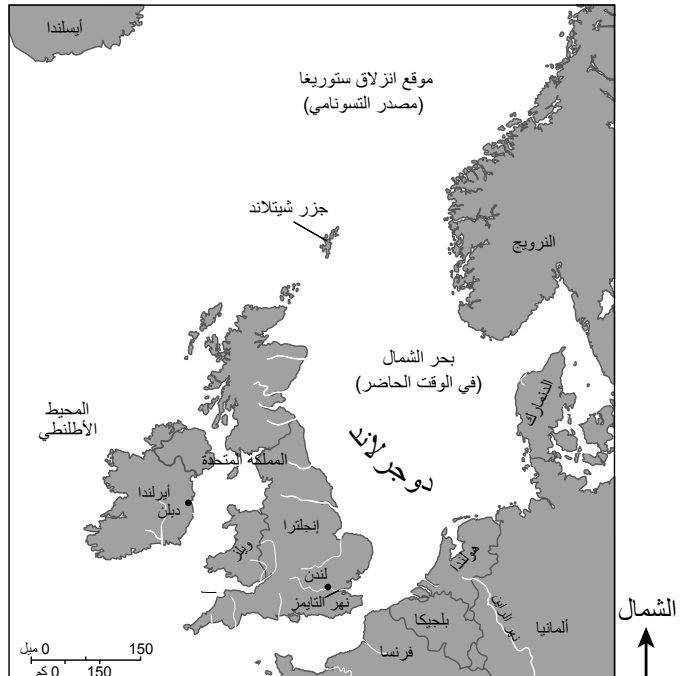 أيسلندا
موقع انزلاق ستوريغا
(مصدر التسونامي)
جزر شيتلاند
النرويج
بحر الشمال
(في الوقت الحاضر)
الدنمارك
المحيط
الأطلنطي
دوجرلاند
المملكة المتحدة
أيرلندا
دبلن
إنجلترا
ويلز
هولندا
لندن
نهر التايمز
نهر الراين
بلجيكا
ألمانيا
فرنسا
الشمال
0 ميل 150
0 كم 150